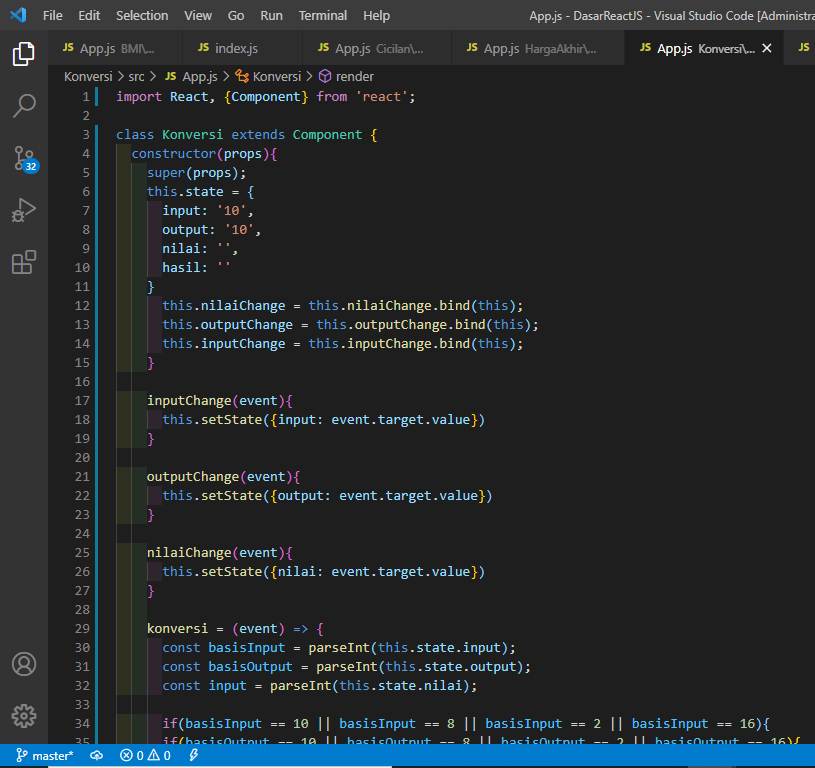 File Edit Selection View Go Run Terminal Help App.js - DasarReactJS - Visual Studio Code [Administra
JS App.js BMI\... JS index.js JS App.js Cicilan\... JS App.js HargaAkhir\... JS App.js Konversi\... × JS
Konversi > src > JS App.js > Konversi > render
1 import React, {Component} from 'react';
2
3 class Konversi extends Component {
4 constructor(props){
5 super(props);
6 this.state = {
7 input: '10',
8 output: '10',
9 nilai: '',
10 hasil: ''
11 }
12 this.nilaiChange = this.nilaiChange.bind(this);
13 this.outputChange = this.outputChange.bind(this);
14 this.inputChange = this.inputChange.bind(this);
15 }
16
17 inputChange(event){
18 this.setState({input: event.target.value})
19 }
20
21 outputChange(event){
22 this.setState({output: event.target.value})
23 }
24
25 nilaiChange(event){
26 this.setState({nilai: event.target.value})
27 }
28
29 konversi = (event) => {
30 const basisInput = parseInt(this.state.input);
31 const basisOutput = parseInt(this.state.output);
32 const input = parseInt(this.state.nilai);
33
34 if(basisInput == 10 || basisInput == 8 || basisInput == 2 || basisInput == 16){
35 if(basisOutput == 10 || basisOutput == 8 || basisOutput == 2 || basisOutput == 16){
32
master* 0 0